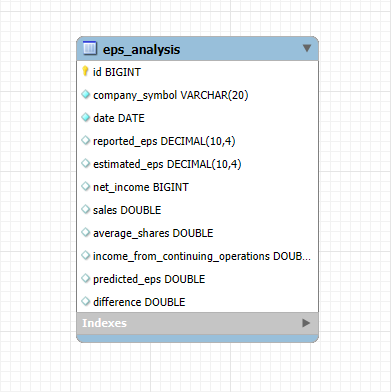 eps_analysis
id BIGINT
company_symbol VARCHAR(20)
date DATE
reported_eps DECIMAL(10,4)
estimated_eps DECIMAL(10,4)
net_income BIGINT
sales DOUBLE
average_shares DOUBLE
income_from_continuing_operations DOUB...
predicted_eps DOUBLE
difference DOUBLE
Indexes